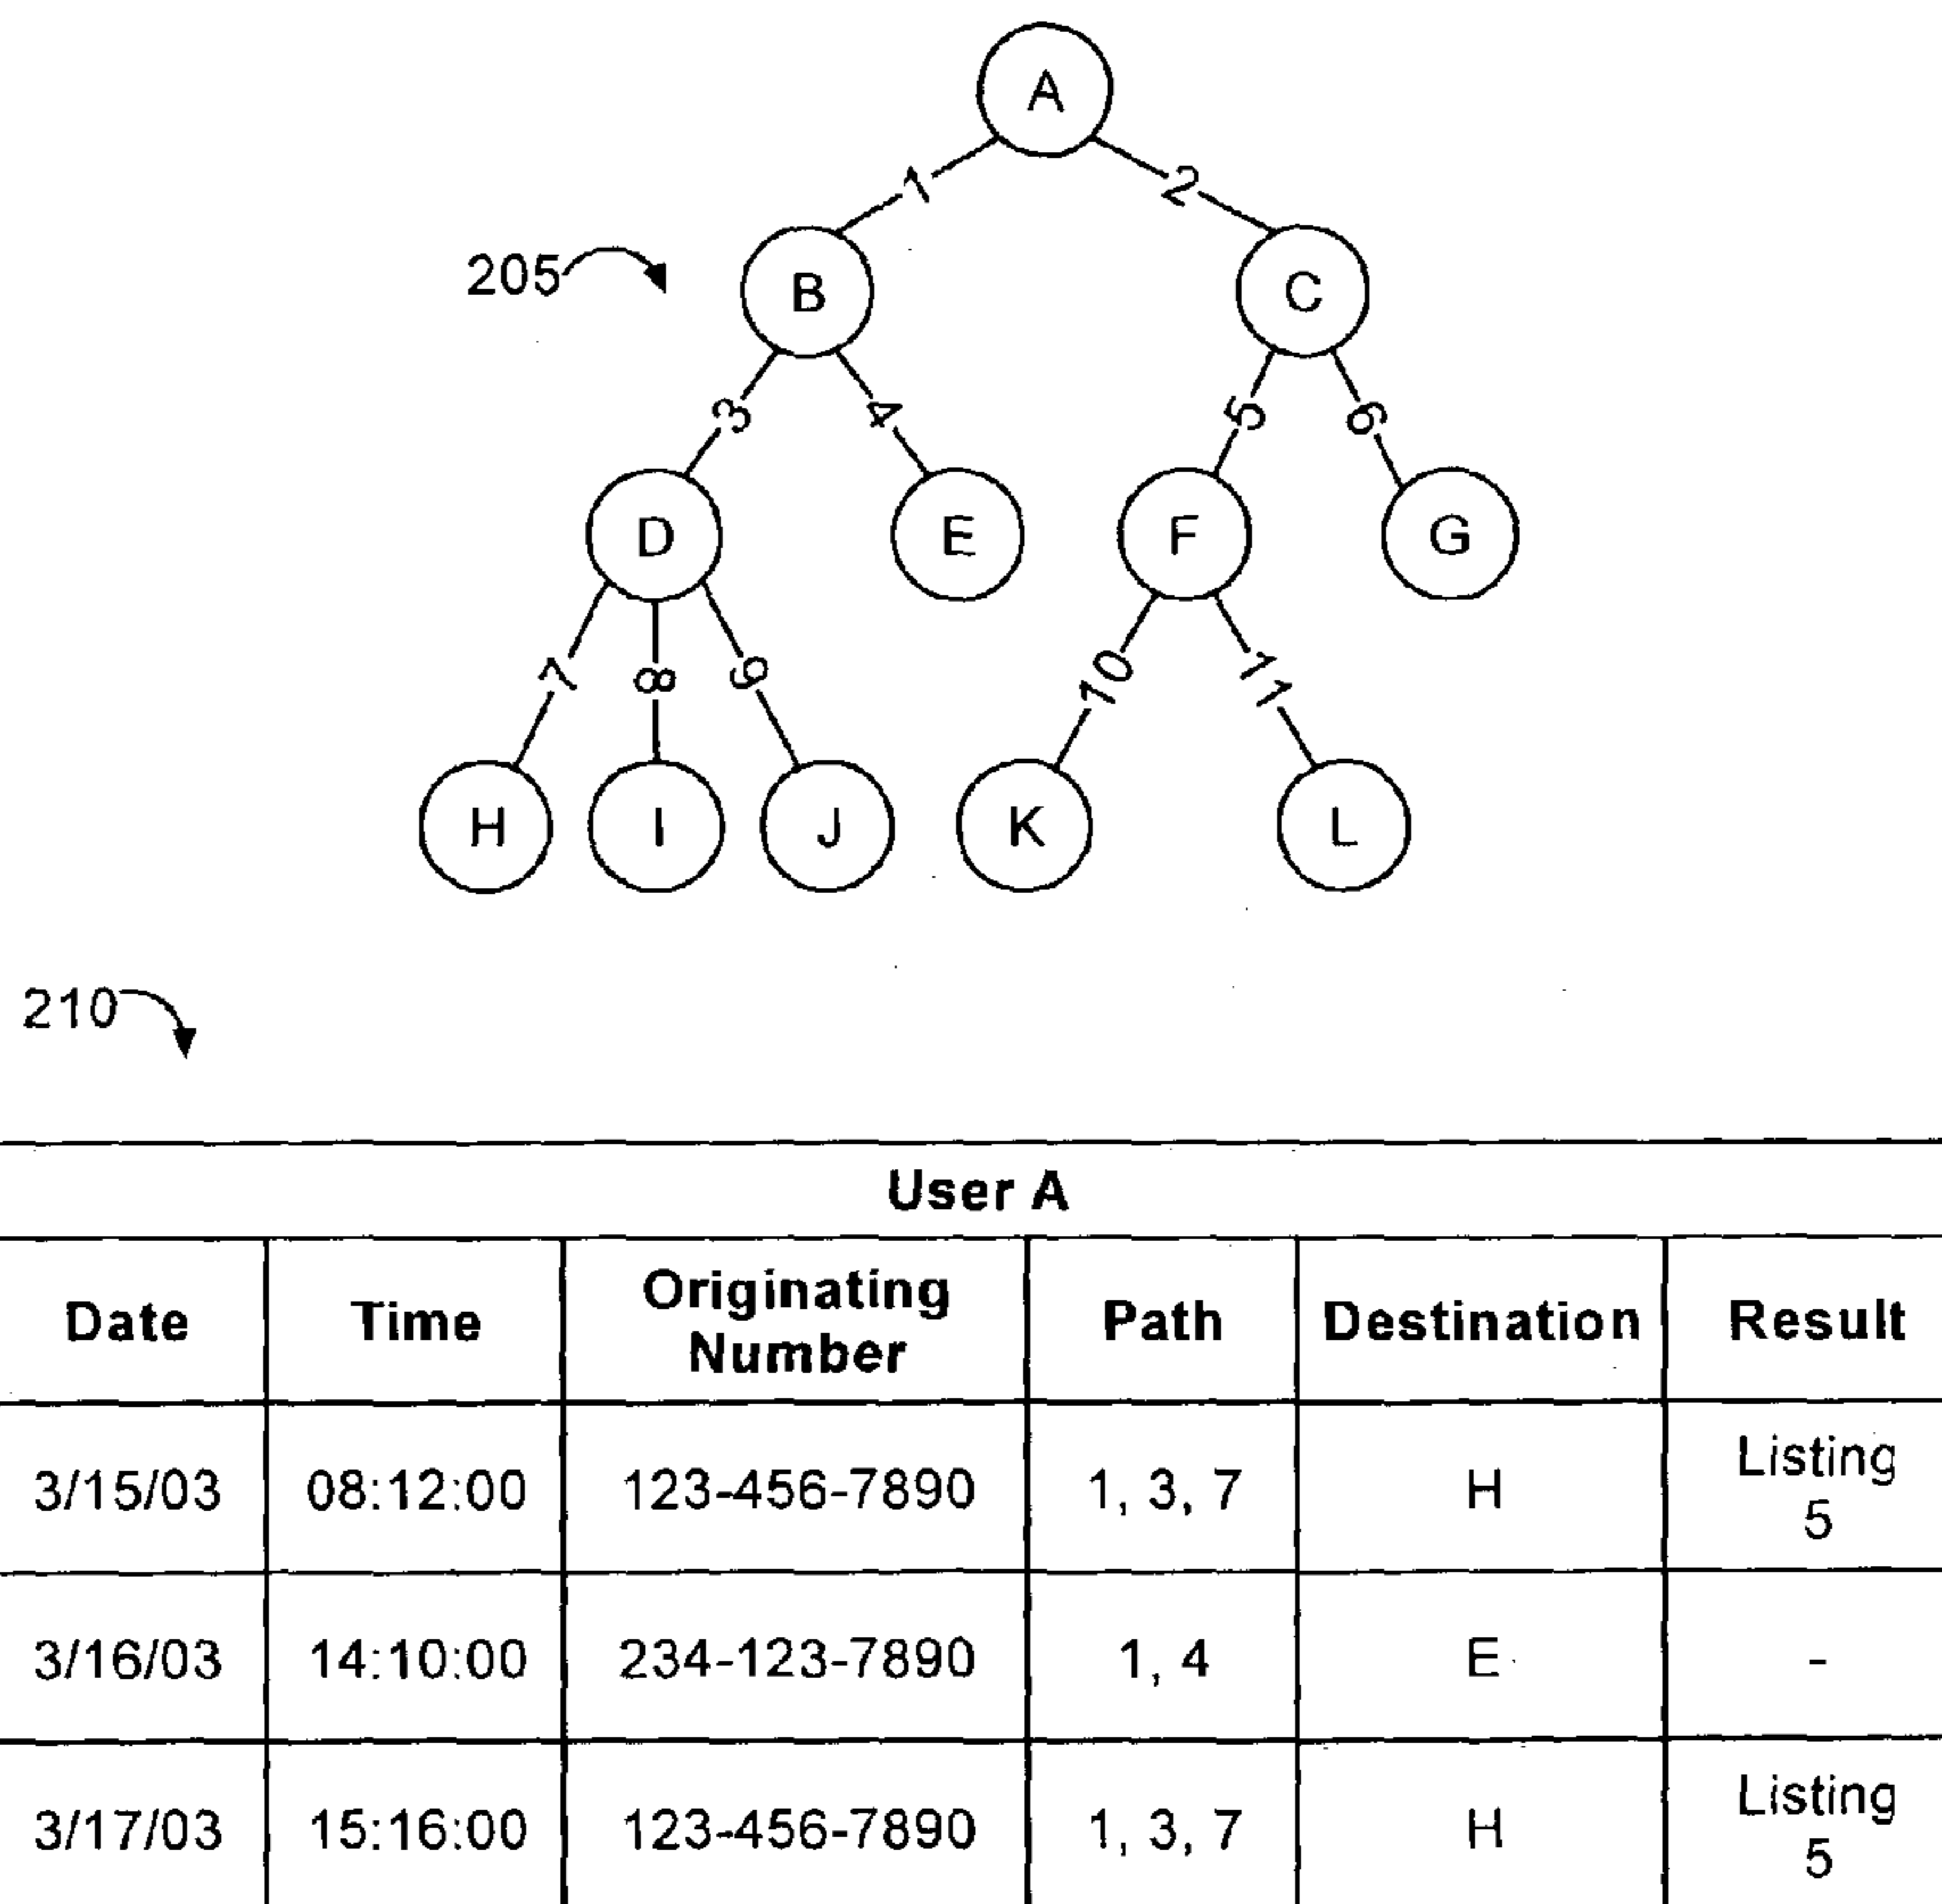 A
1 2
205 B C
3 4 5 6
D E F G
7 8 9 10 11
H I J K L
210
User A
Date Time Originating Number Path Destination Result
3/15/03 08:12:00 123-456-7890 1, 3, 7 H Listing 5
3/16/03 14:10:00 234-123-7890 1, 4 E -
3/17/03 15:16:00 123-456-7890 1, 3, 7 H Listing 5